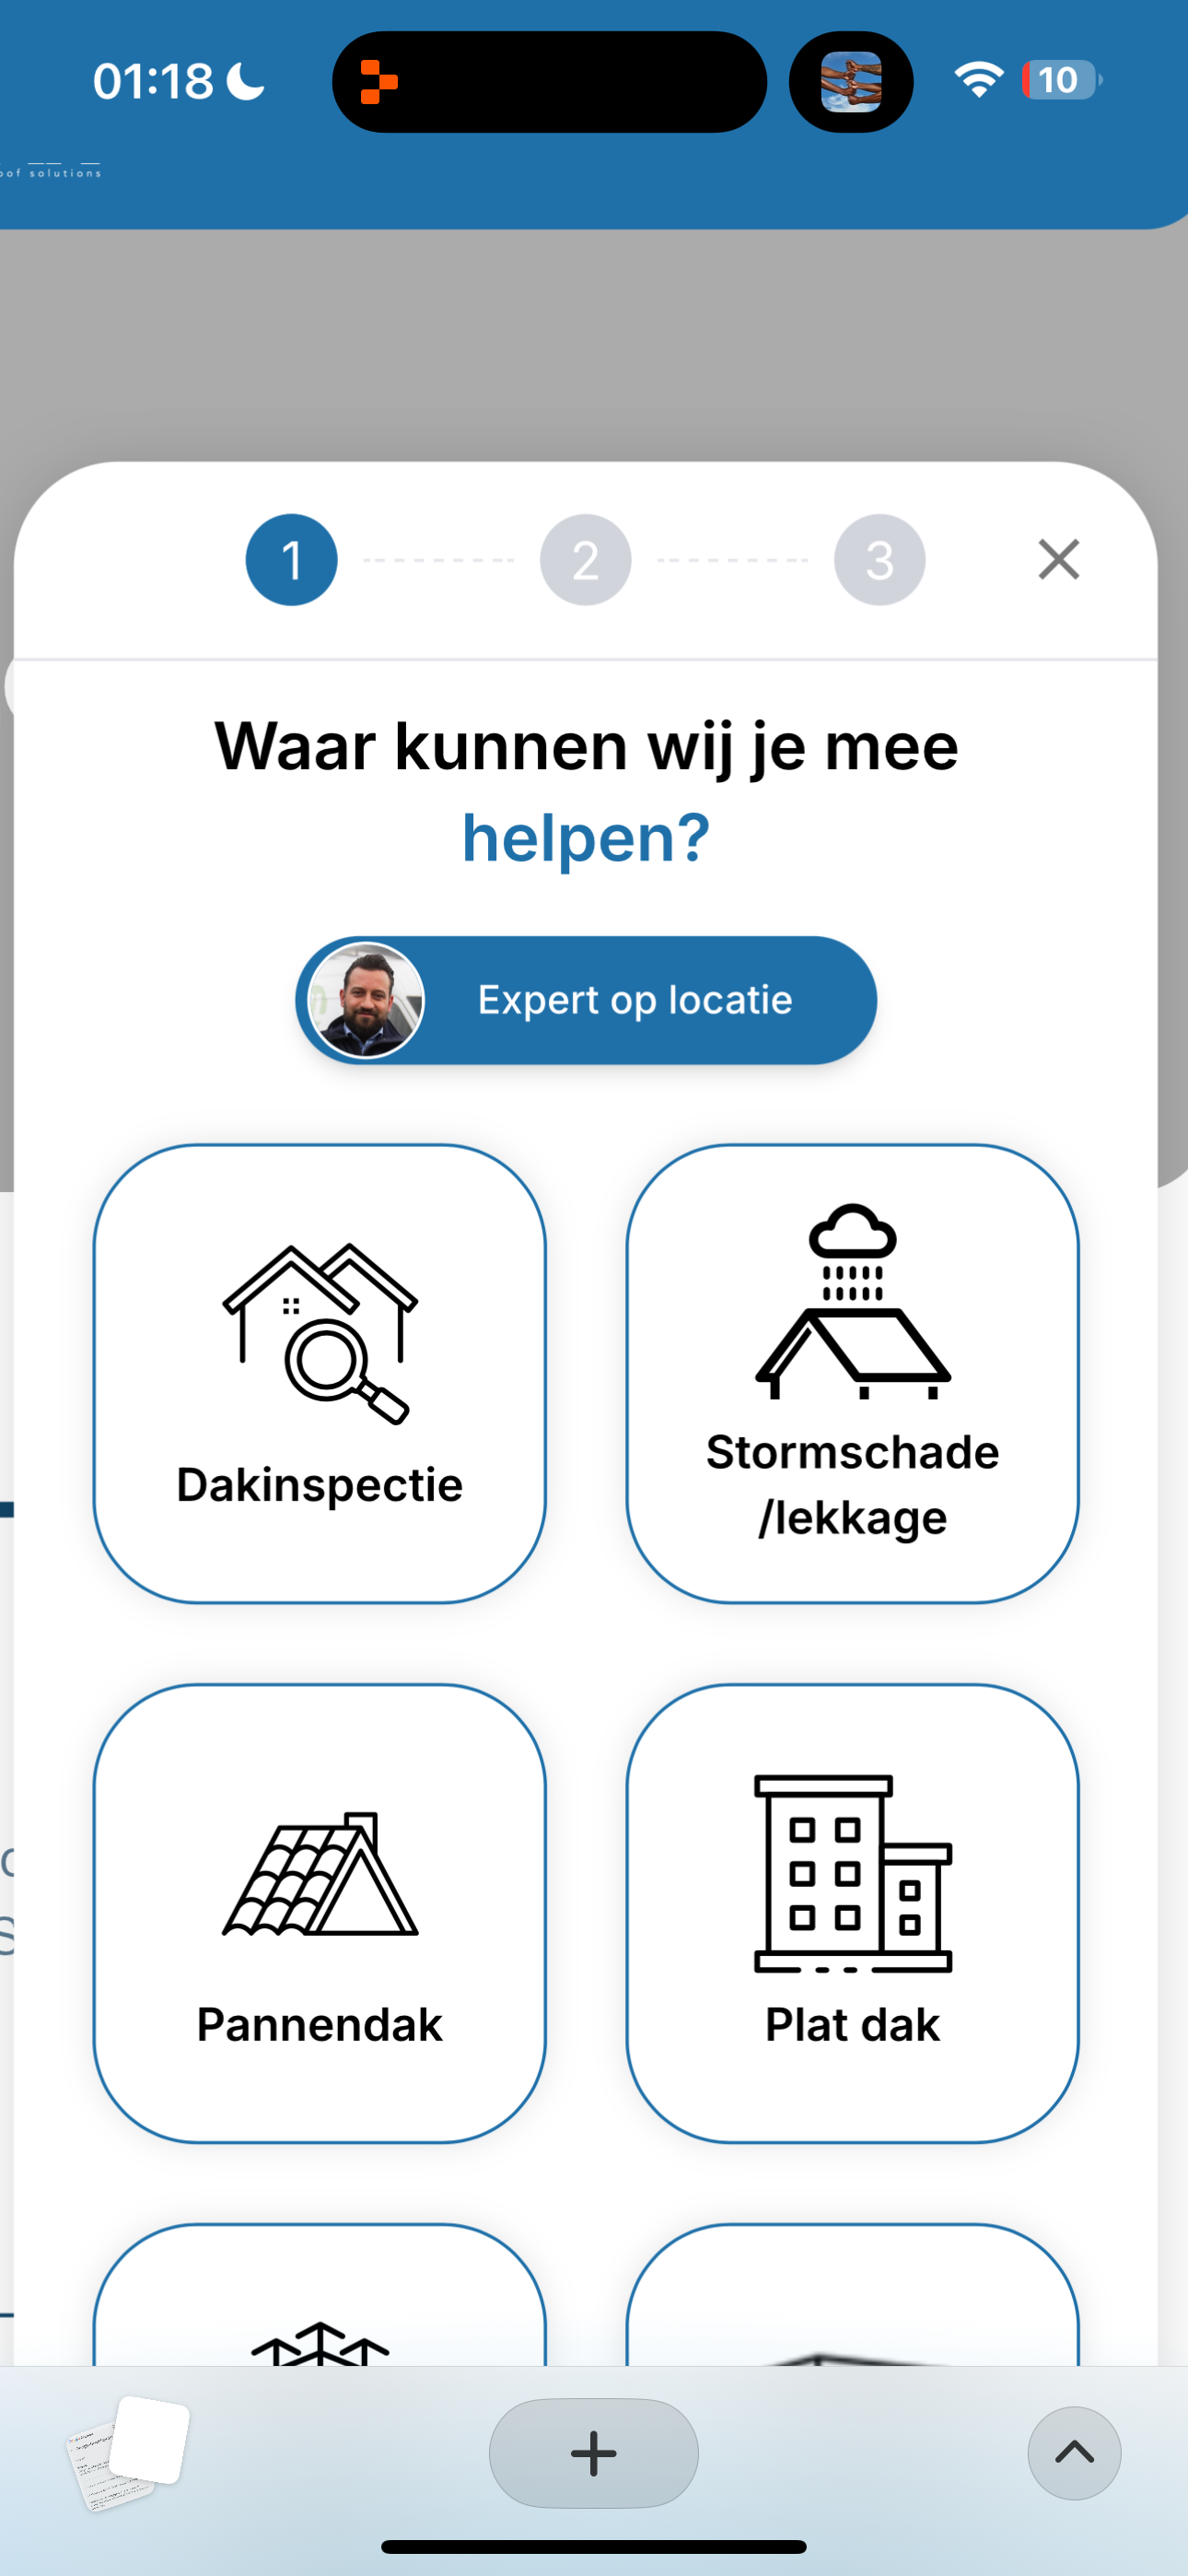 01:18
10
of solutions
1
2
3
Waar kunnen wij je mee
helpen?
Expert op locatie
Dakinspectie
Stormschade
/lekkage
Pannendak
Plat dak